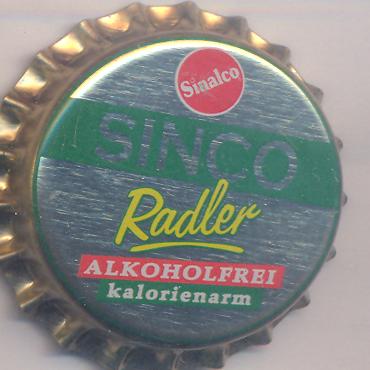 Sinalco
SINCO
Radler
ALKOHOLFREI
kalorienarm